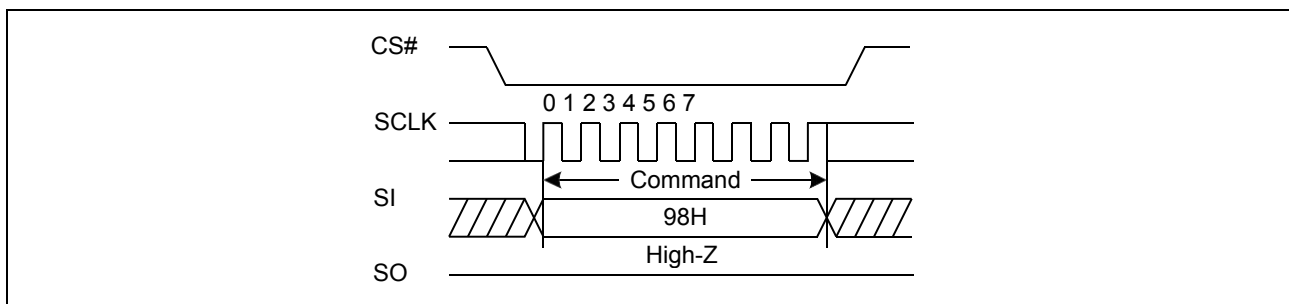 CS#
0 1 2 3 4 5 6 7
SCLK
Command
SI
98H
High-Z
SO